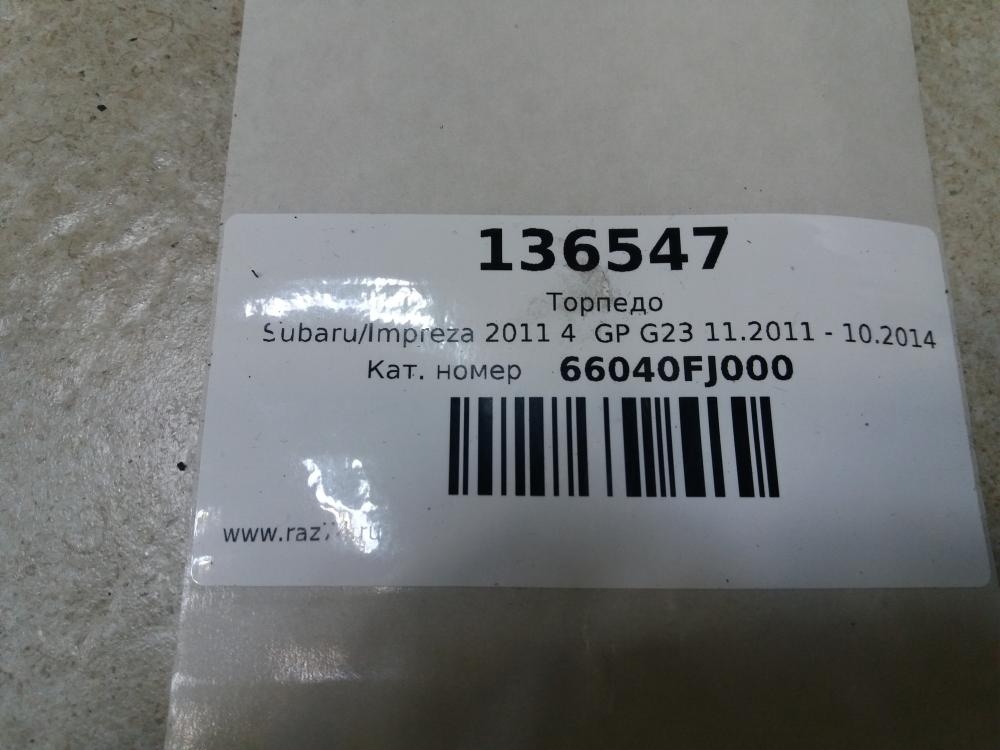 136547
Торпедо
Subaru/Impreza 2011 4 GP G23 11.2011 - 10.2014
Кат. номер 66040FJ000